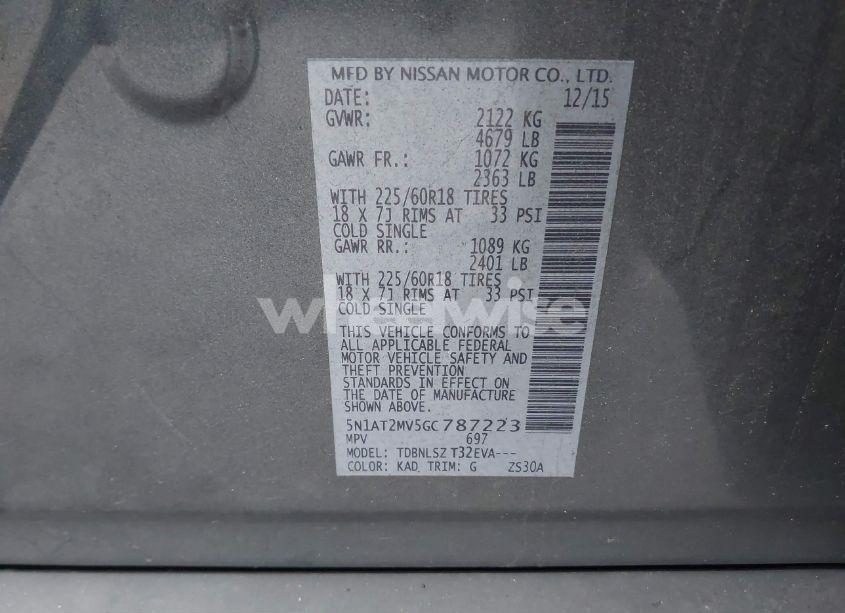 MFD BY NISSAN MOTOR CO., LTD.
DATE: 12/15
GVWR: 2122 KG
4679 LB
GAWR FR.: 1072 KG
2363 LB
WITH 225/60R18 TIRES
18 X 7J RIMS AT 33 PSI
COLD SINGLE
GAWR RR.: 1089 KG
2401 LB
WITH 225/60R18 TIRES
18 X 7J RIMS AT 33 PSI
COLD SINGLE
wheelwise
THIS VEHICLE CONFORMS TO
ALL APPLICABLE FEDERAL
MOTOR VEHICLE SAFETY AND
THEFT PREVENTION
STANDARDS IN EFFECT ON
THE DATE OF MANUFACTURE
SHOWN ABOVE.
5N1AT2MV5GC787223
MPV 697
MODEL: TDBNLSZ T32EVA---
COLOR: KAD TRIM: G ZS30A